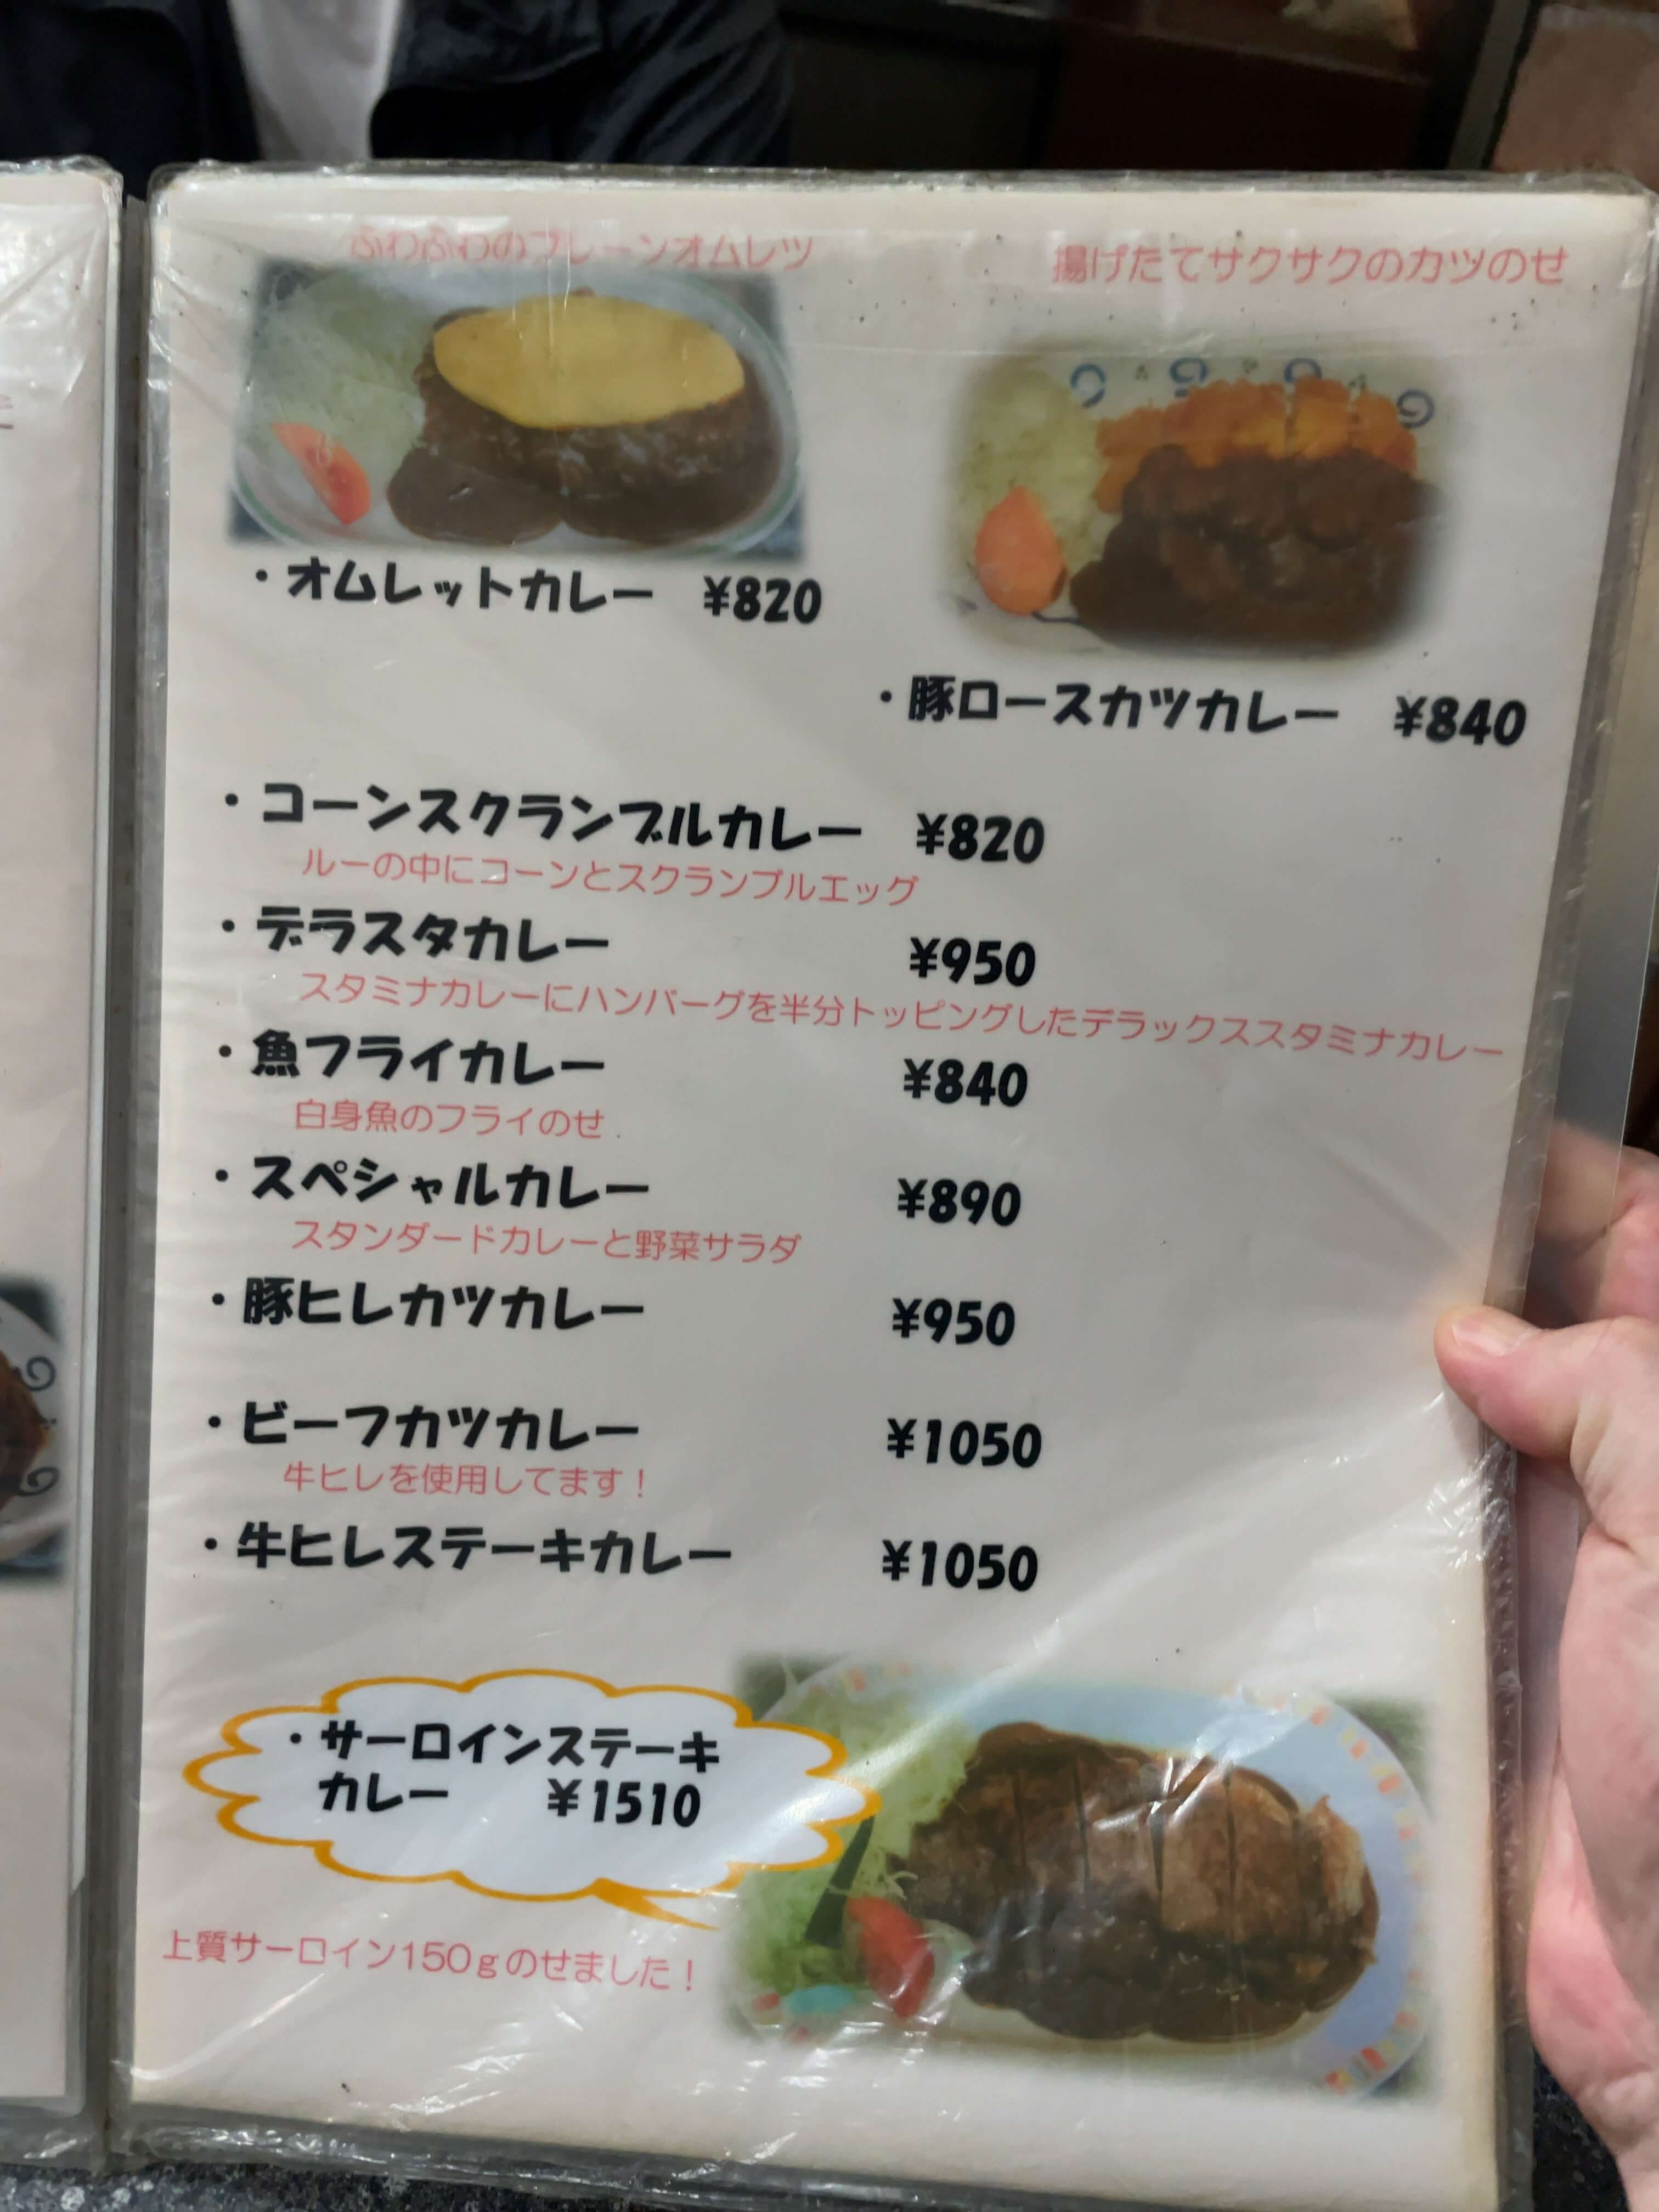 ふわふわのプレーンオムレツ
揚げたてサクサクのカツのせ
・オムレットカレー ¥820
・豚ロースカツカレー ¥840
・コーンスクランブルカレー ¥820
ルーの中にコーンとスクランブルエッグ
・デラスタカレー ¥950
スタミナカレーにハンバーグを半分トッピングしたデラックススタミナカレー
・魚フライカレー ¥840
白身魚のフライのせ
・スペシャルカレー ¥890
スタンダードカレーと野菜サラダ
・豚ヒレカツカレー ¥950
・ビーフカツカレー ¥1050
牛ヒレを使用してます！
・牛ヒレステーキカレー ¥1050
・サーロインステーキ
カレー ¥1510
上質サーロイン150gのせました！